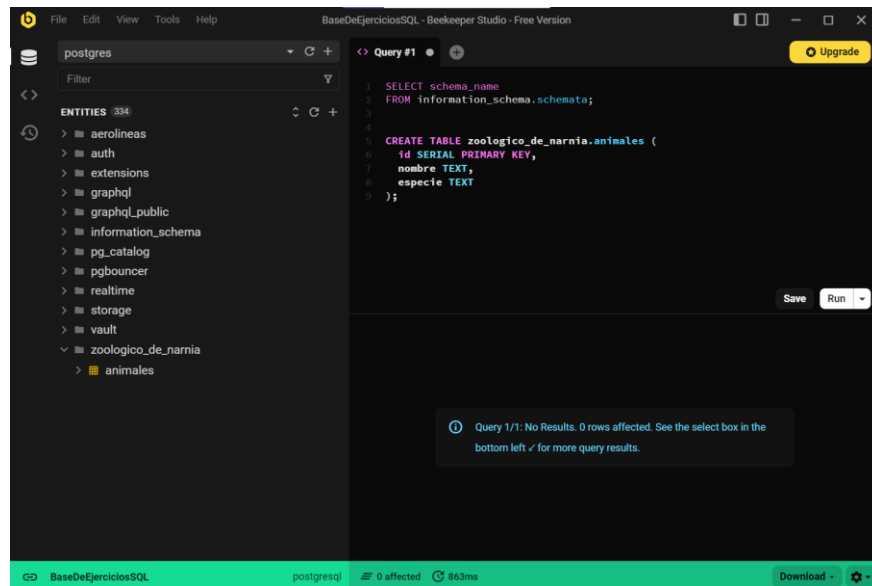 File Edit View Tools Help
BaseDeEjerciciosSQL - Beekeeper Studio - Free Version
postgres
Filter
ENTITIES 334
aerolineas
auth
extensions
graphql
graphql_public
information_schema
pg_catalog
pgbouncer
realtime
storage
vault
zoologico_de_narnia
animales
Query #1
Upgrade
1 SELECT schema_name
2 FROM information_schema.schemata;
3
4
5 CREATE TABLE zoologico_de_narnia.animales (
6 id SERIAL PRIMARY KEY,
7 nombre TEXT,
8 especie TEXT
9 );
Save Run
Query 1/1: No Results. 0 rows affected. See the select box in the
bottom left ✓ for more query results.
BaseDeEjerciciosSQL postgresql 0 affected 863ms Download